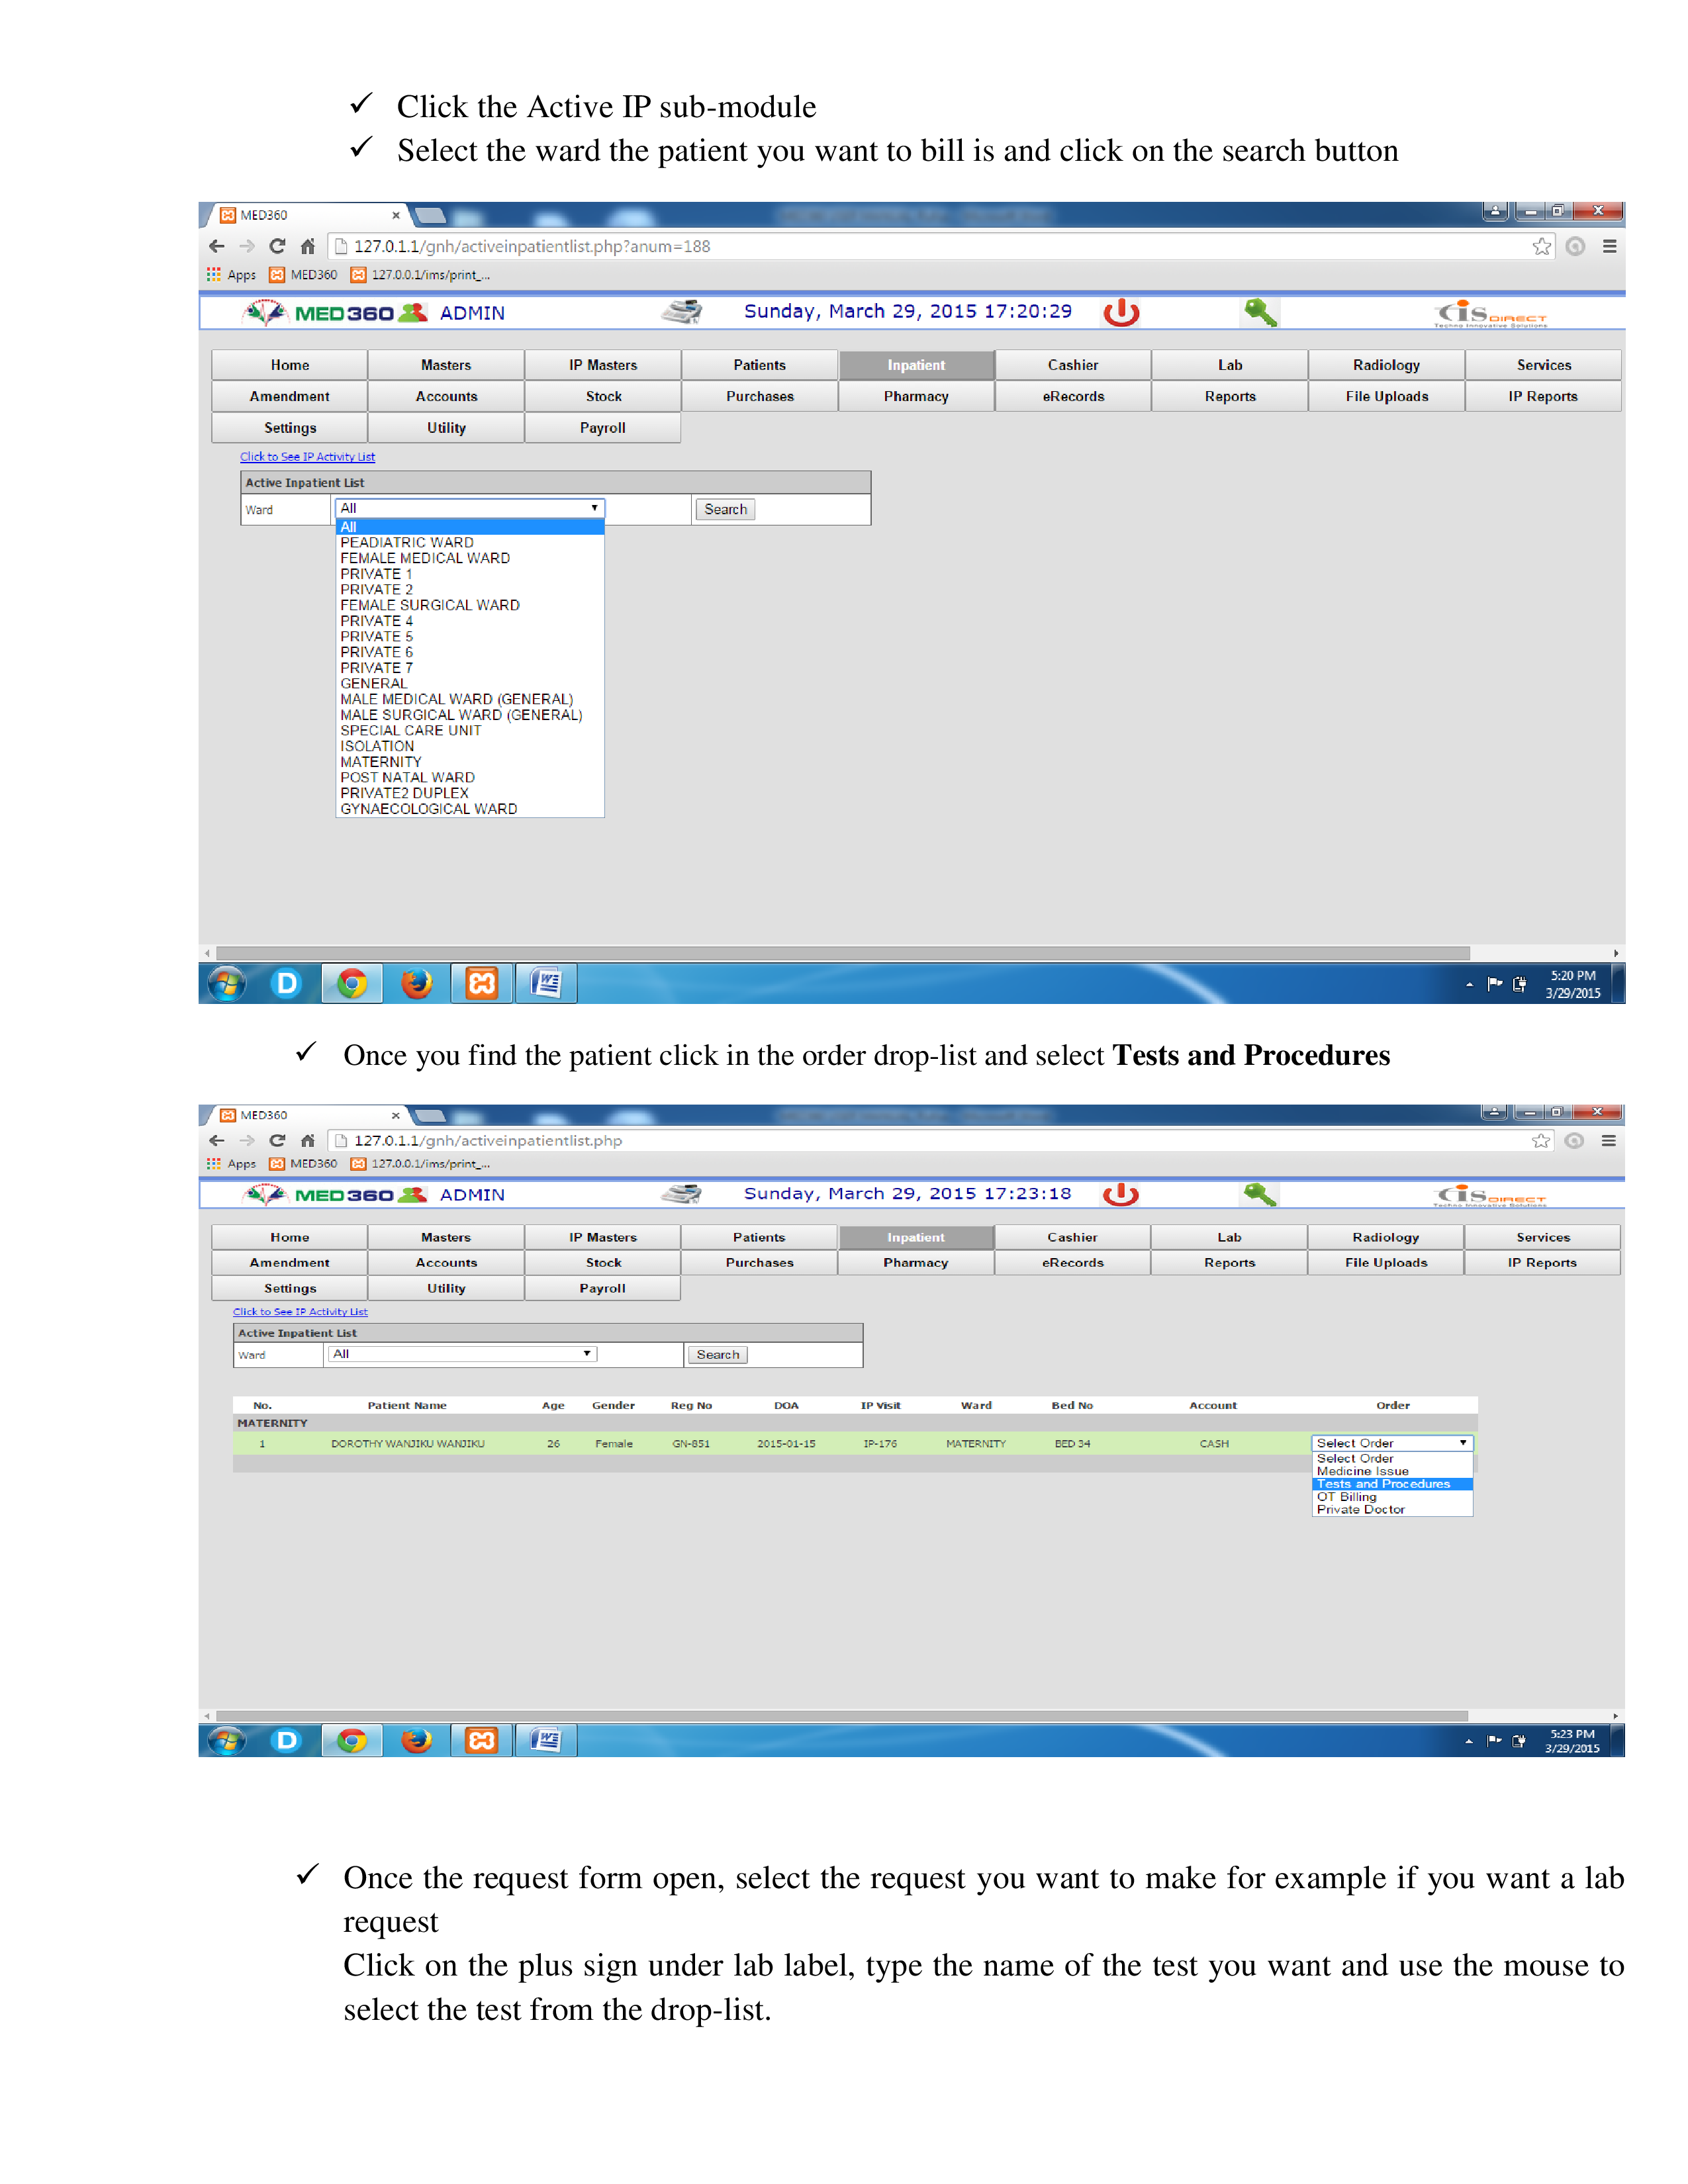 ✓ Click the Active IP sub-module
✓ Select the ward the patient you want to bill is and click on the search button
MED360
127.0.1.1/gnh/activeinpatientlist.php?anum=188
Apps MED360 127.0.0.1/ims/print_...
MED360 ADMIN Sunday, March 29, 2015 17:20:29 CIS DIRECT
Techno Innovative Solutions
Home Masters IP Masters Patients Inpatient Cashier Lab Radiology Services
Amendment Accounts Stock Purchases Pharmacy eRecords Reports File Uploads IP Reports
Settings Utility Payroll
Click to See IP Activity List
Active Inpatient List
Ward All Search
All
PEADIATRIC WARD
FEMALE MEDICAL WARD
PRIVATE 1
PRIVATE 2
FEMALE SURGICAL WARD
PRIVATE 4
PRIVATE 5
PRIVATE 6
PRIVATE 7
GENERAL
MALE MEDICAL WARD (GENERAL)
MALE SURGICAL WARD (GENERAL)
SPECIAL CARE UNIT
ISOLATION
MATERNITY
POST NATAL WARD
PRIVATE2 DUPLEX
GYNAECOLOGICAL WARD
5:20 PM
3/29/2015
✓ Once you find the patient click in the order drop-list and select Tests and Procedures
MED360
127.0.1.1/gnh/activeinpatientlist.php
Apps MED360 127.0.0.1/ims/print_...
MED360 ADMIN Sunday, March 29, 2015 17:23:18 CIS DIRECT
Techno Innovative Solutions
Home Masters IP Masters Patients Inpatient Cashier Lab Radiology Services
Amendment Accounts Stock Purchases Pharmacy eRecords Reports File Uploads IP Reports
Settings Utility Payroll
Click to See IP Activity List
Active Inpatient List
Ward All Search
No. Patient Name Age Gender Reg No DOA IP Visit Ward Bed No Account Order
MATERNITY
1 DOROTHY WANJIKU WANJIKU 26 Female GN-851 2015-01-15 IP-176 MATERNITY BED 34 CASH Select Order
Select Order
Medicine Issue
Tests and Procedures
OT Billing
Private Doctor
5:23 PM
3/29/2015
✓ Once the request form open, select the request you want to make for example if you want a lab
request
Click on the plus sign under lab label, type the name of the test you want and use the mouse to
select the test from the drop-list.